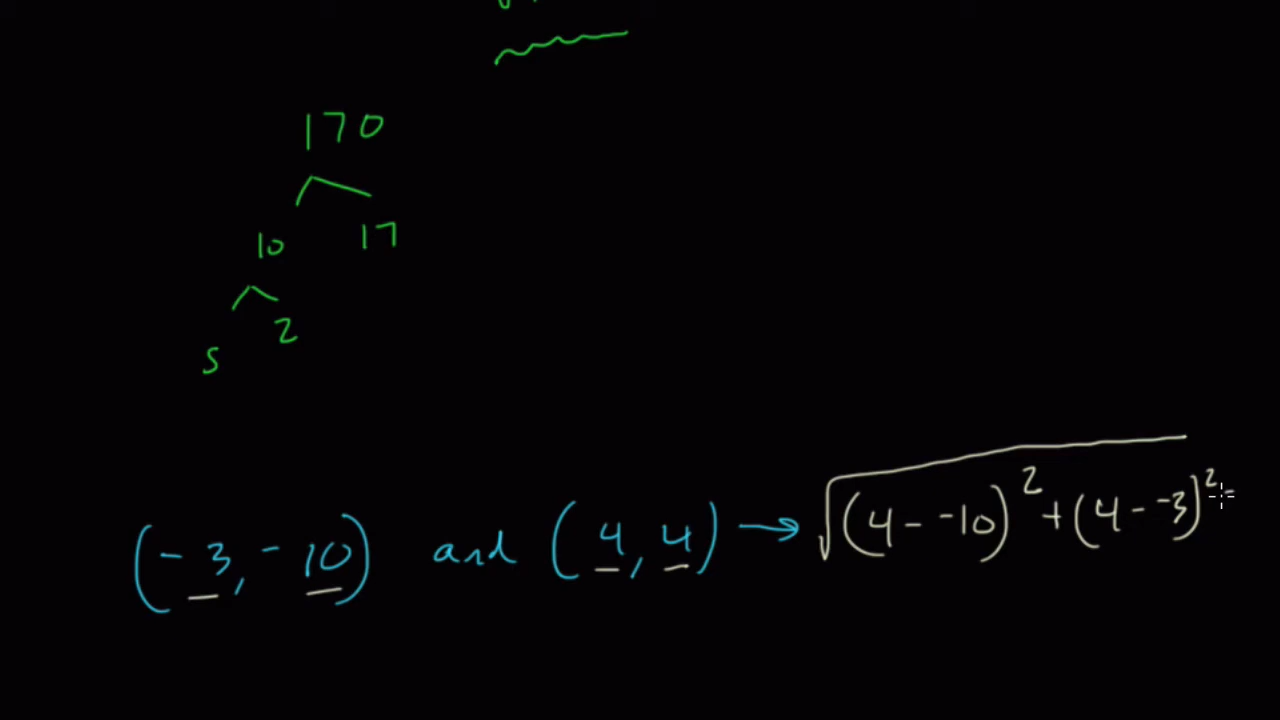 170
10 17
5 2
(-3, -10) and (4, 4) → √(4 - -10)² + (4 - -3)² =